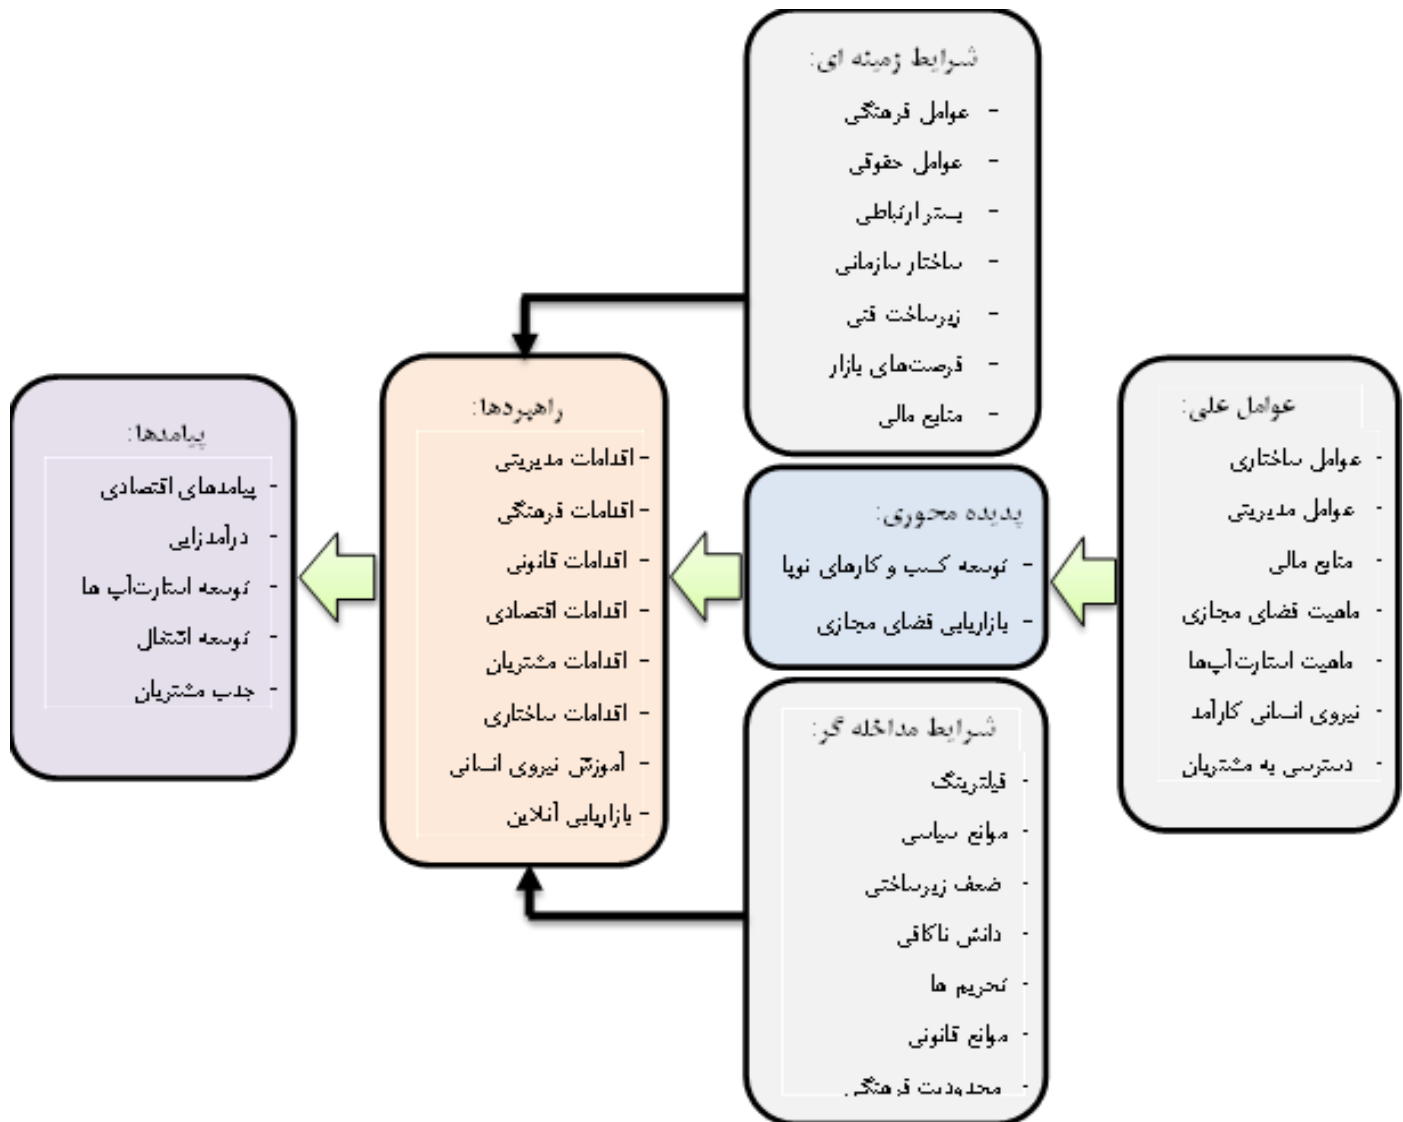 شرایط زمینه ای:
- عوامل فرهنگی
- عوامل حقوقی
- بستر ارتباطی
- ساختار سازمانی
- زیرساخت فنی
- فرصت‌های بازار
- منابع مالی
عوامل علی:
- عوامل ساختاری
- عوامل مدیریتی
- منابع مالی
- ماهیت فضای مجازی
- ماهیت استارت‌آپ‌ها
- نیروی انسانی کارآمد
- دسترسی به مشتریان
پدیده محوری:
- توسعه کسب و کارهای نوپا
- بازاریابی فضای مجازی
شرایط مداخله گر:
- فیلترینگ
- موانع سیاسی
- ضعف زیرساختی
- دانش ناکافی
- تحریم ها
- موانع قانونی
- محدودیت فرهنگی
راهبردها:
- اقدامات مدیریتی
- اقدامات فرهنگی
- اقدامات قانونی
- اقدامات اقتصادی
- اقدامات مشتریان
- اقدامات ساختاری
- آموزش نیروی انسانی
- بازاریابی آنلاین
پیامدها:
- پیامدهای اقتصادی
- درآمدزایی
- توسعه استارت‌آپ ها
- توسعه اشتغال
- جذب مشتریان